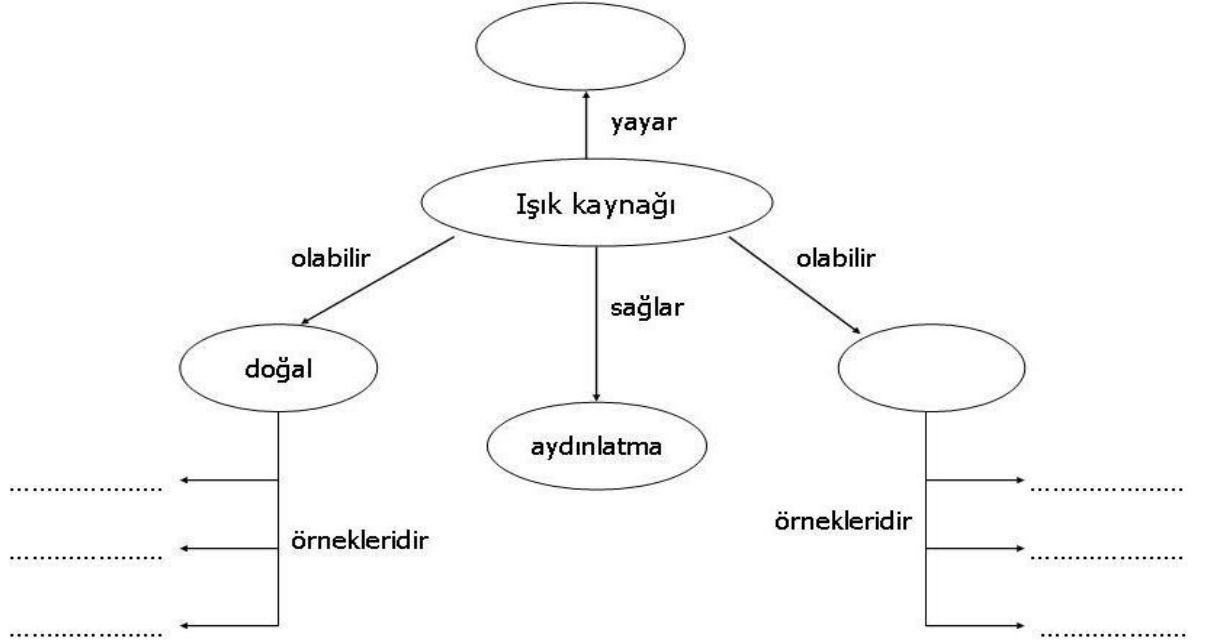 yayar
Işık kaynağı
olabilir
olabilir
sağlar
doğal
aydınlatma
....................
....................
örnekleridir
örnekleridir
....................
....................
....................
....................